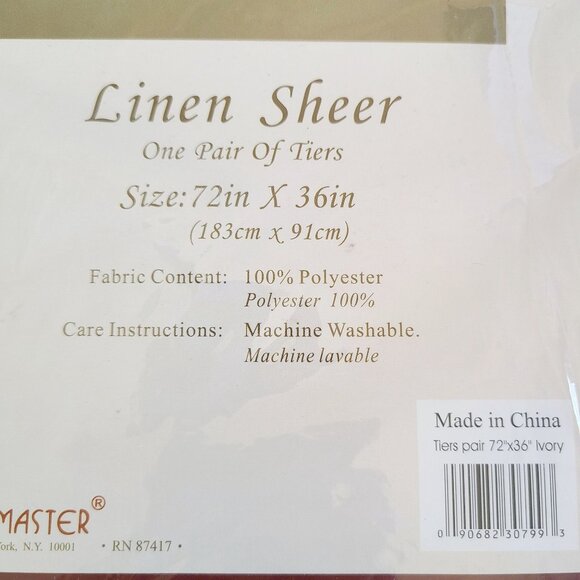 Linen Sheer
One Pair Of Tiers
Size: 72in X 36in
(183cm x 91cm)
Fabric Content: 100% Polyester
Polyester 100%
Care Instructions: Machine Washable.
Machine lavable
Made in China
Tiers pair 72"x36" Ivory
0 90682 30799 3
MASTER®
York, N.Y. 10001 • RN 87417 •